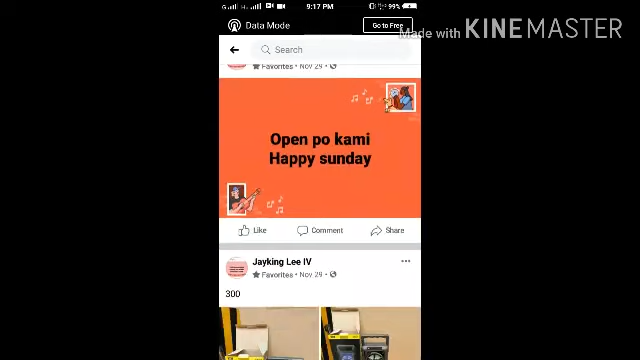 G H+ 9:17 PM 99%
Data Mode
Go to Free
Made with KINEMASTER
Search
Favorites • Nov 29 •
Open po kami
Happy sunday
Like Comment Share
Jayking Lee IV
Favorites • Nov 29 •
300